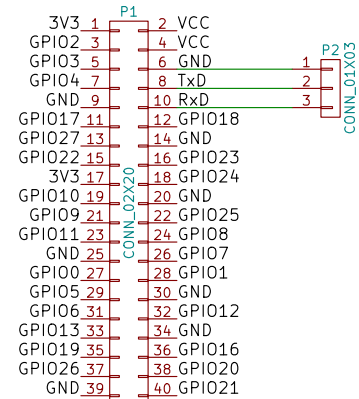 P1
3V3 1 2 VCC
GPIO2 3 4 VCC
GPIO3 5 6 GND
GPIO4 7 8 TxD
GND 9 10 RxD
GPIO17 11 12 GPIO18
GPIO27 13 14 GND
GPIO22 15 16 GPIO23
3V3 17 18 GPIO24
GPIO10 19 20 GND
GPIO9 21 22 GPIO25
GPIO11 23 24 GPIO8
GND 25 26 GPIO7
GPIO0 27 28 GPIO1
GPIO5 29 30 GND
GPIO6 31 32 GPIO12
GPIO13 33 34 GND
GPIO19 35 36 GPIO16
GPIO26 37 38 GPIO20
GND 39 40 GPIO21
CONN_02X20
P2
1
2
3
CONN_01X03